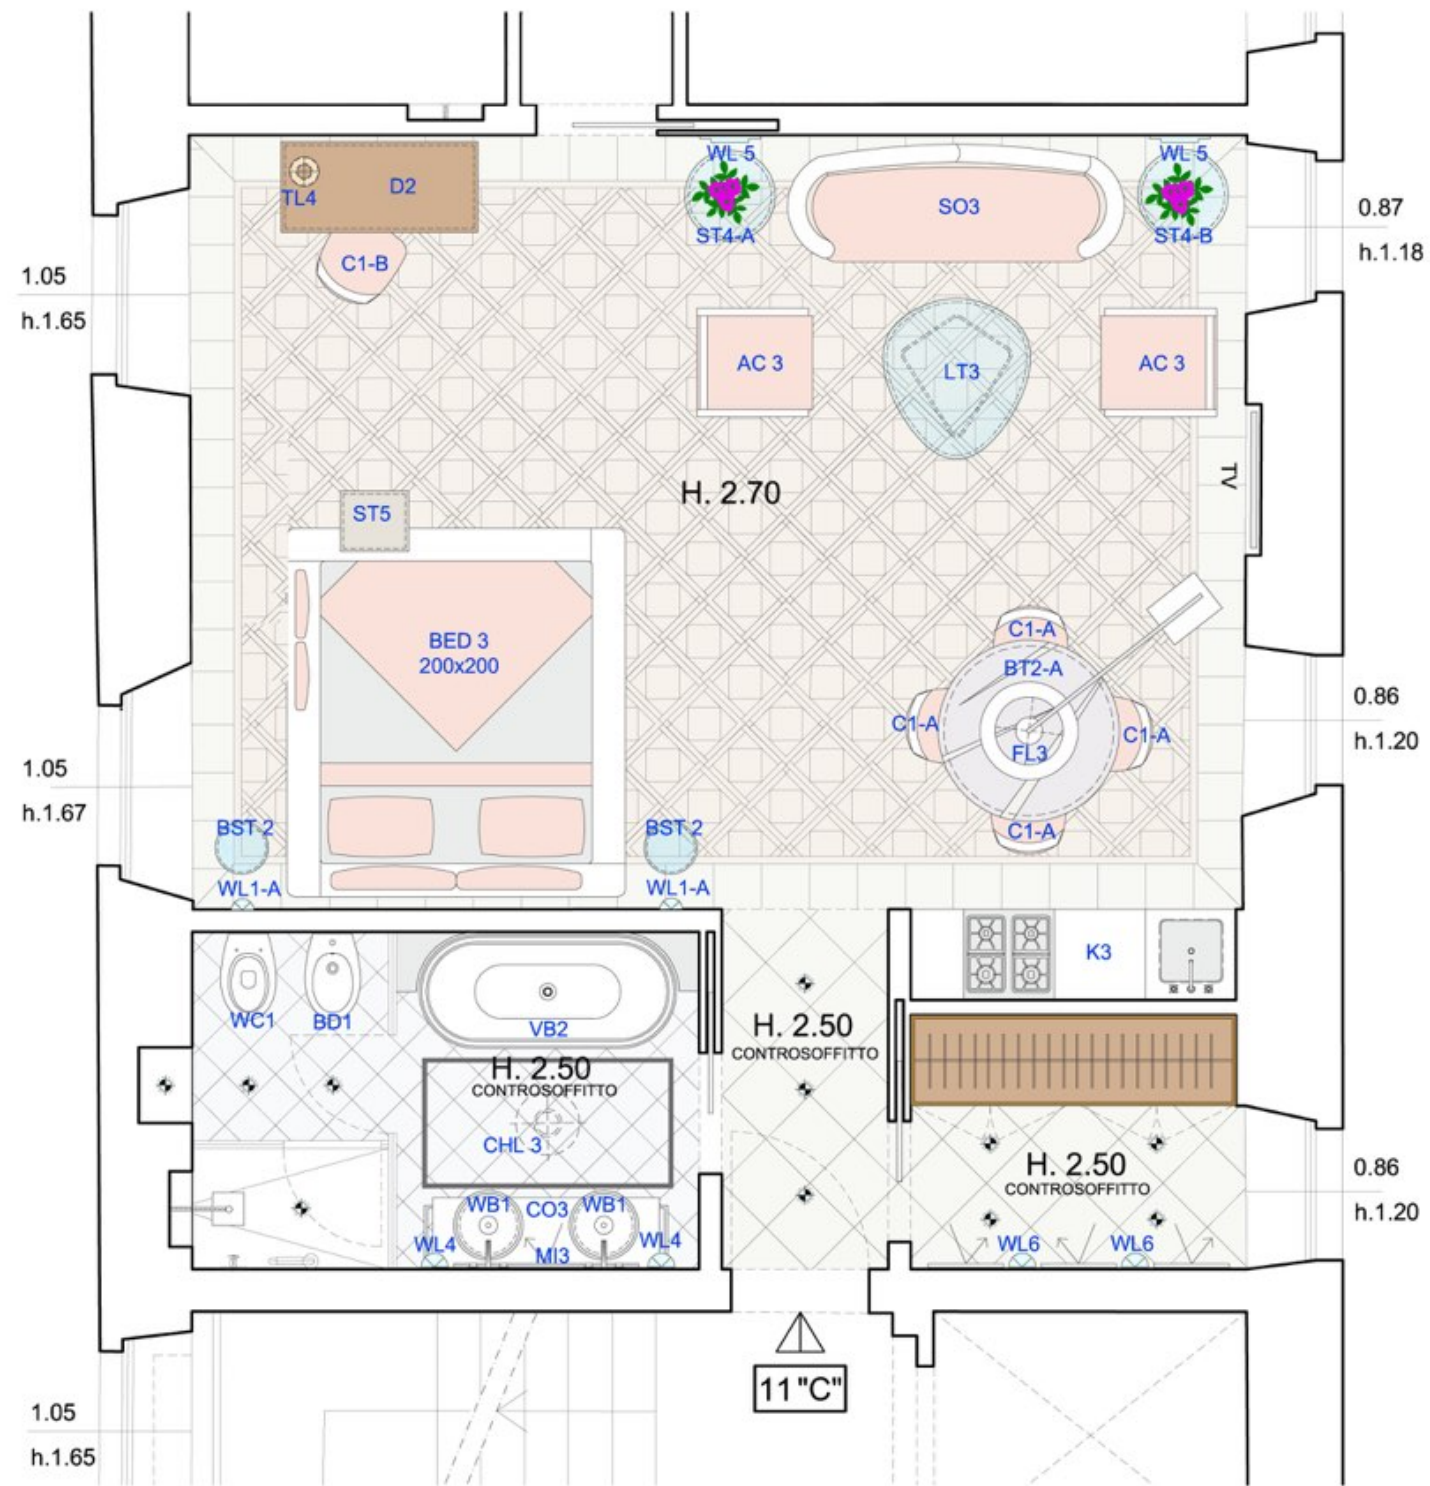 WL 5
WL 5
TL4
D2
SO3
0.87
ST4-A
ST4-B
h.1.18
C1-B
1.05
h.1.65
AC 3
LT3
AC 3
TV
H. 2.70
ST5
C1-A
BED 3
200x200
BT2-A
0.86
C1-A
C1-A
h.1.20
FL3
1.05
h.1.67
BST 2
BST 2
C1-A
WL1-A
WL1-A
K3
WC1
BD1
VB2
H. 2.50
CONTROSOFFITTO
H. 2.50
CONTROSOFFITTO
CHL 3
H. 2.50
CONTROSOFFITTO
0.86
h.1.20
WB1
CO3
WB1
WL4
MI3
WL4
WL6
WL6
11"C"
1.05
h.1.65